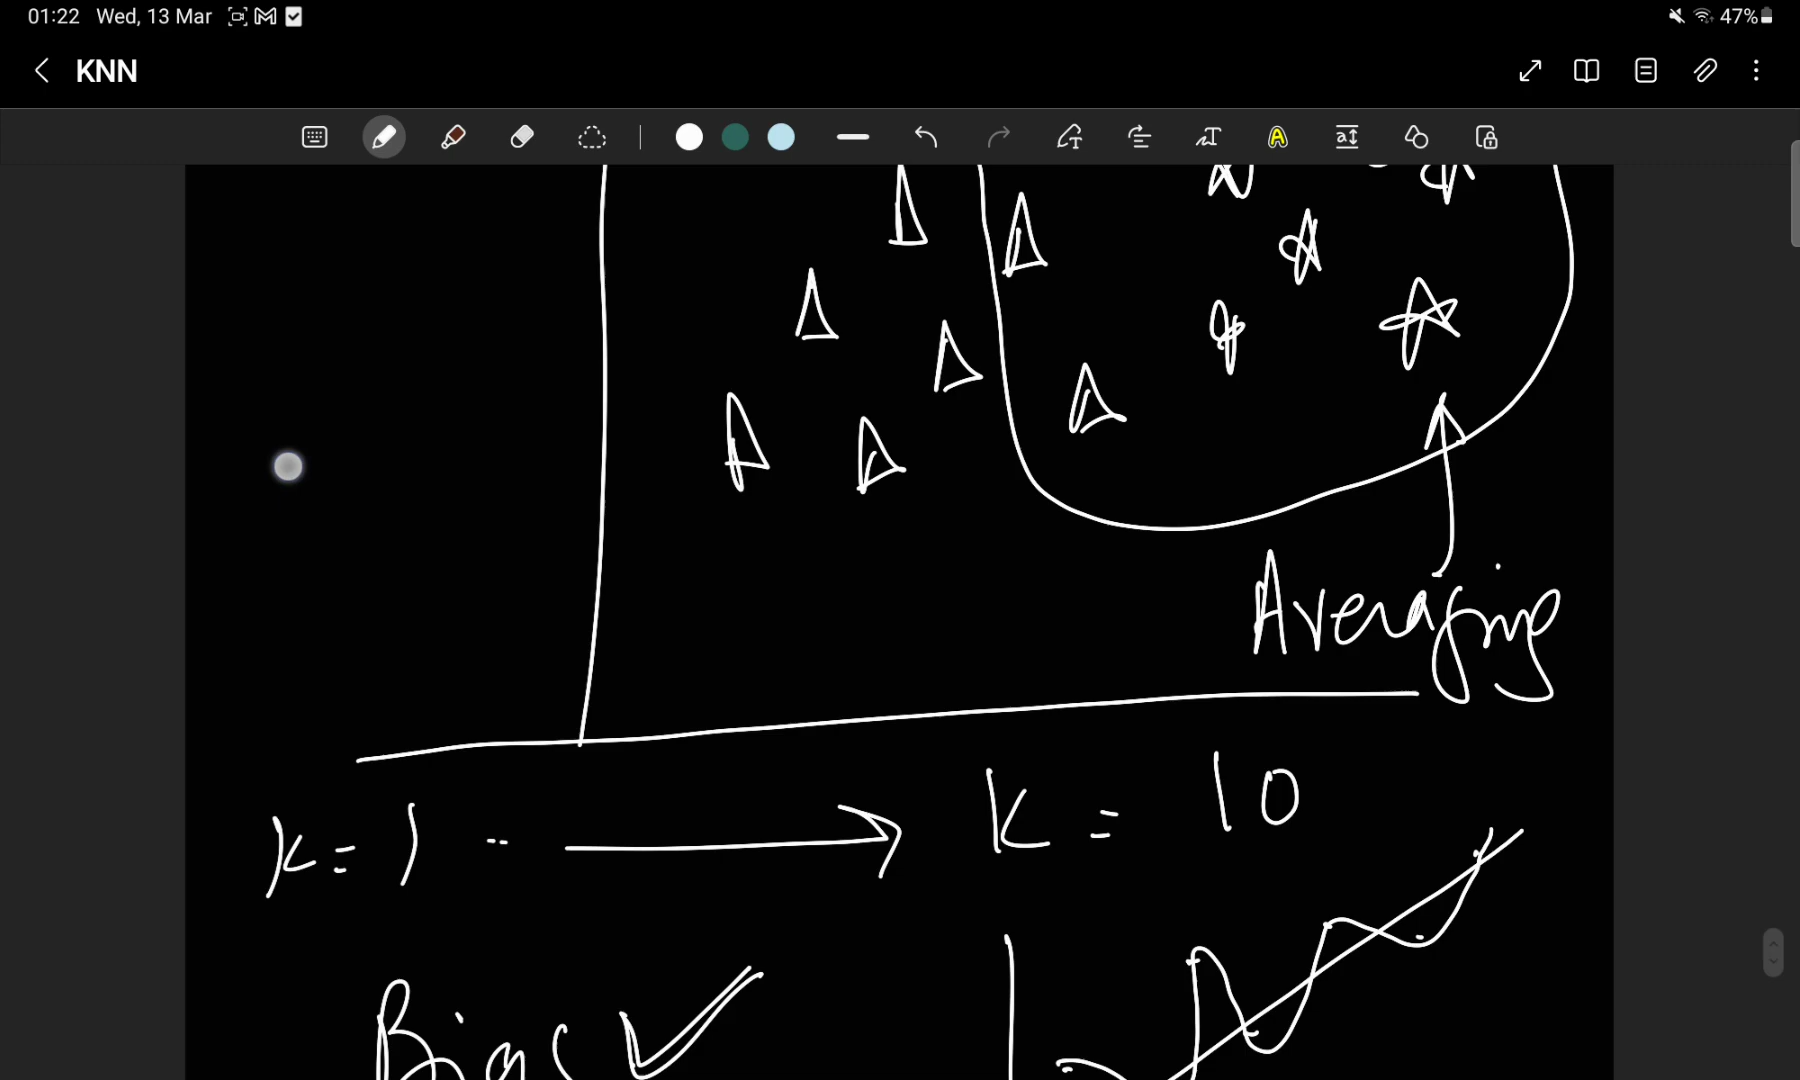 01:22 Wed, 13 Mar
47%
KNN
A
a
Averaging
K = 1 -- K = 10
Bias